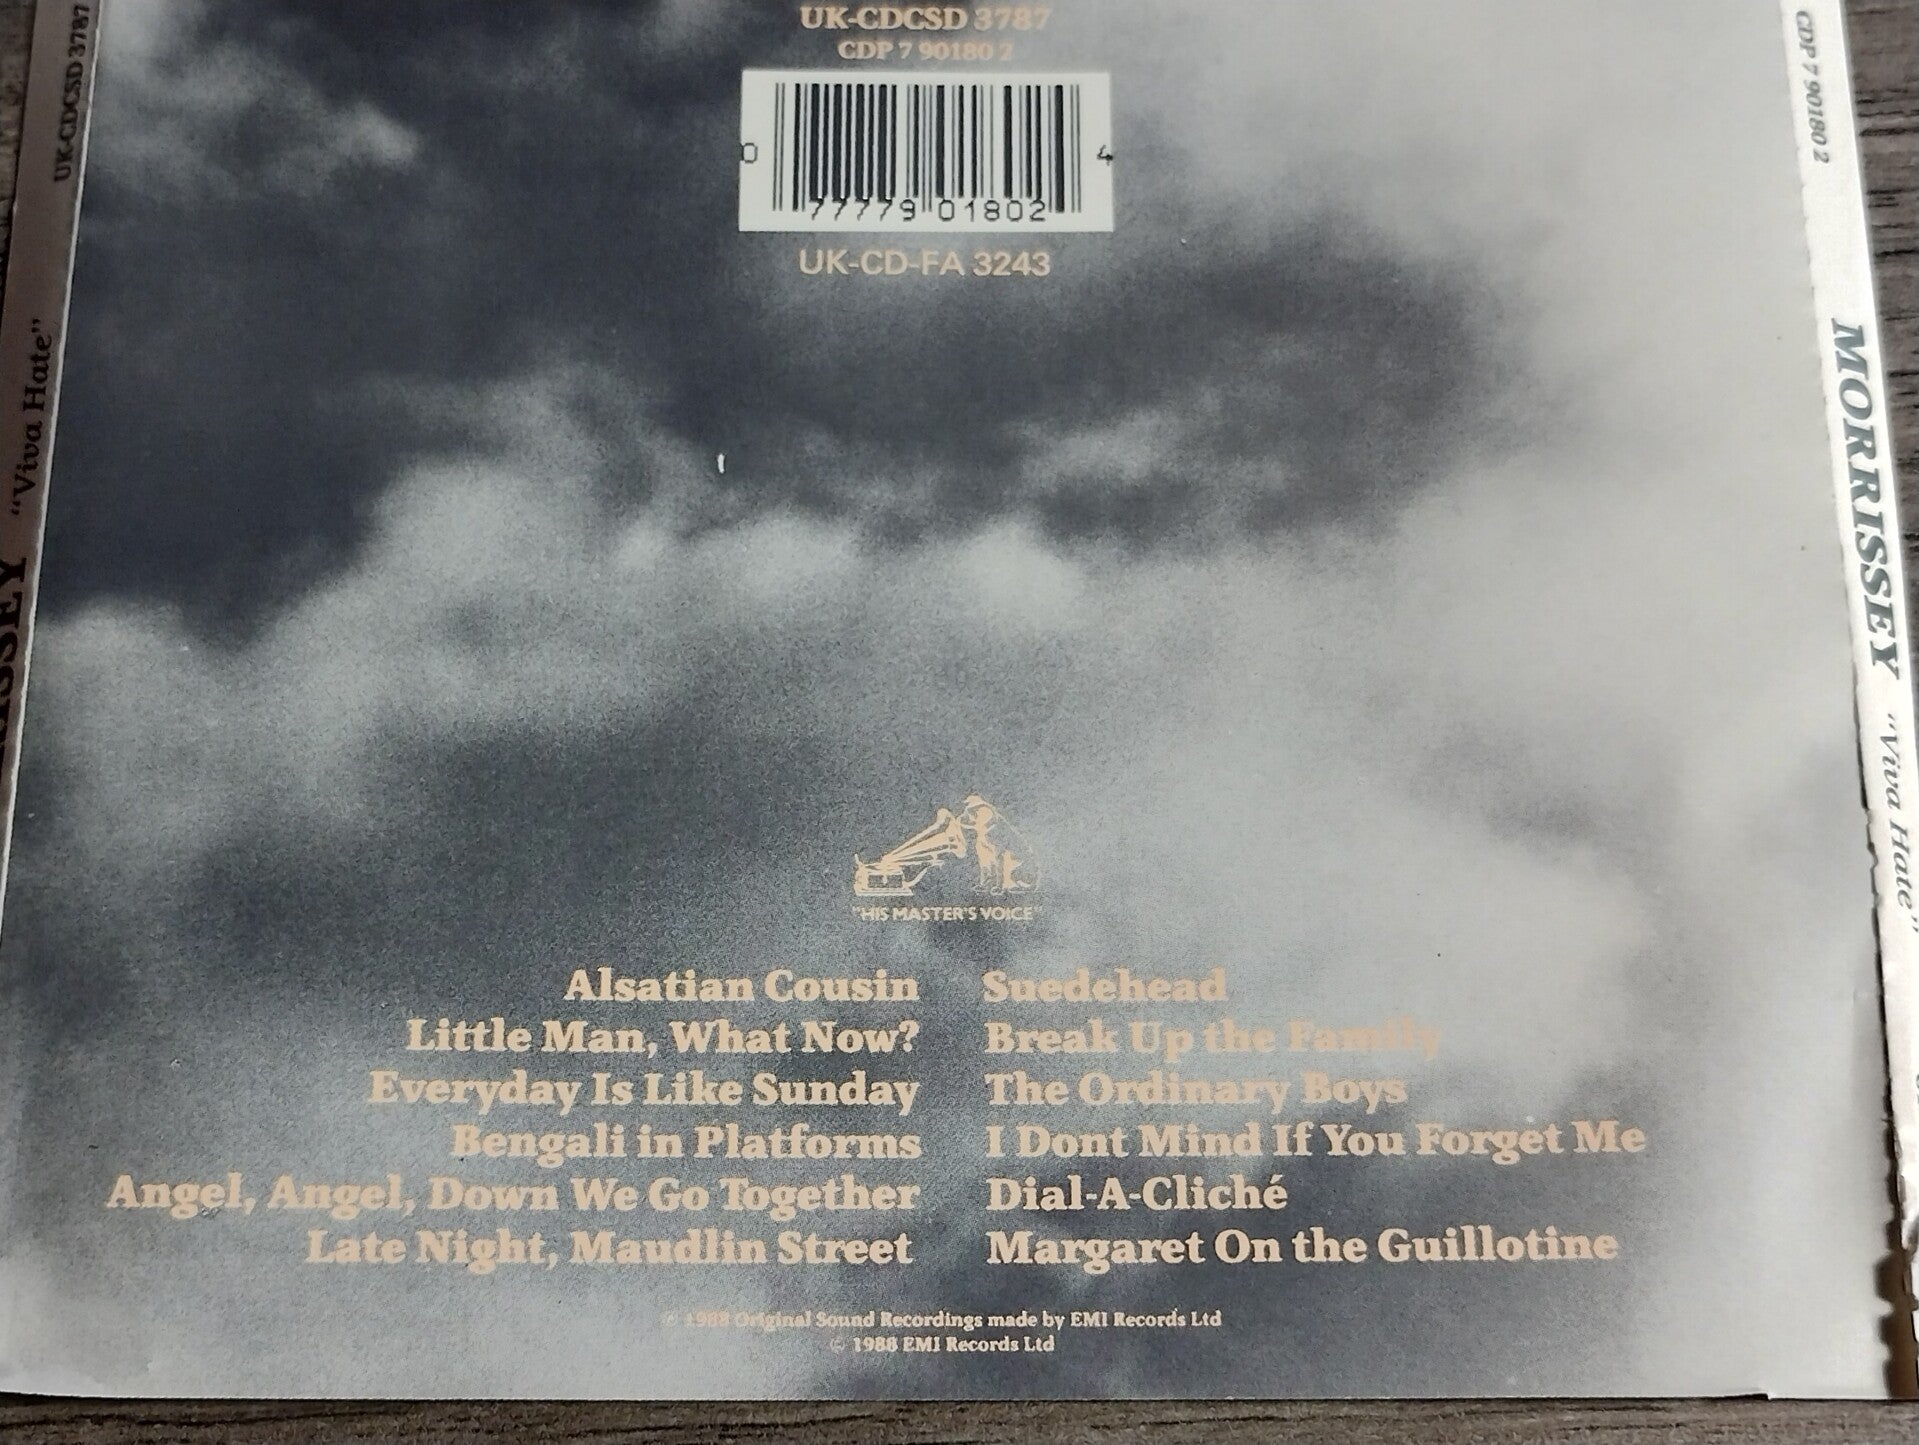 UK-CDCSD 3787
CDP 7 90180 2
0 77779 01802 4
UK-CD-FA 3243
"HIS MASTER'S VOICE"
Alsatian Cousin
Little Man, What Now?
Everyday Is Like Sunday
Bengali in Platforms
Angel, Angel, Down We Go Together
Late Night, Maudlin Street
Suedehead
Break Up the Family
The Ordinary Boys
I Dont Mind If You Forget Me
Dial-A-Cliché
Margaret On the Guillotine
℗ 1988 Original Sound Recordings made by EMI Records Ltd
© 1988 EMI Records Ltd
UK-CDCSD 3787
"Viva Hate"
CDP 7 90180 2
MORRISSEY "Viva Hate"